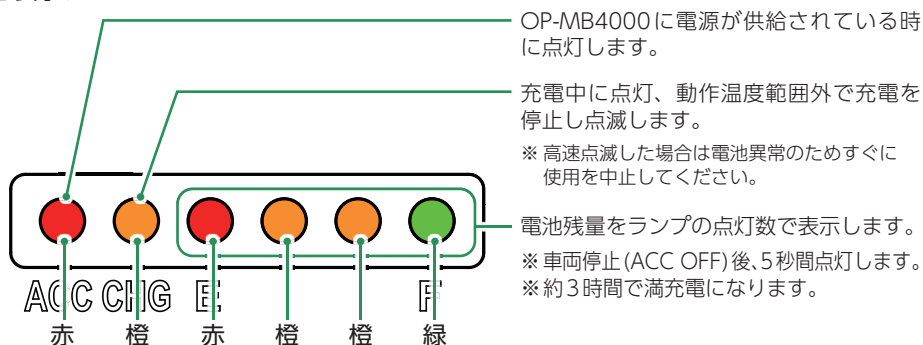 OP-MB4000に電源が供給されている時
に点灯します。
充電中に点灯、動作温度範囲外で充電を
停止し点滅します。
※ 高速点滅した場合は電池異常のためすぐに
使用を中止してください。
電池残量をランプの点灯数で表示します。
※車両停止(ACC OFF)後、5秒間点灯します。
※約3時間で満充電になります。
ACC CHG E F
赤 橙 赤 橙 橙 緑